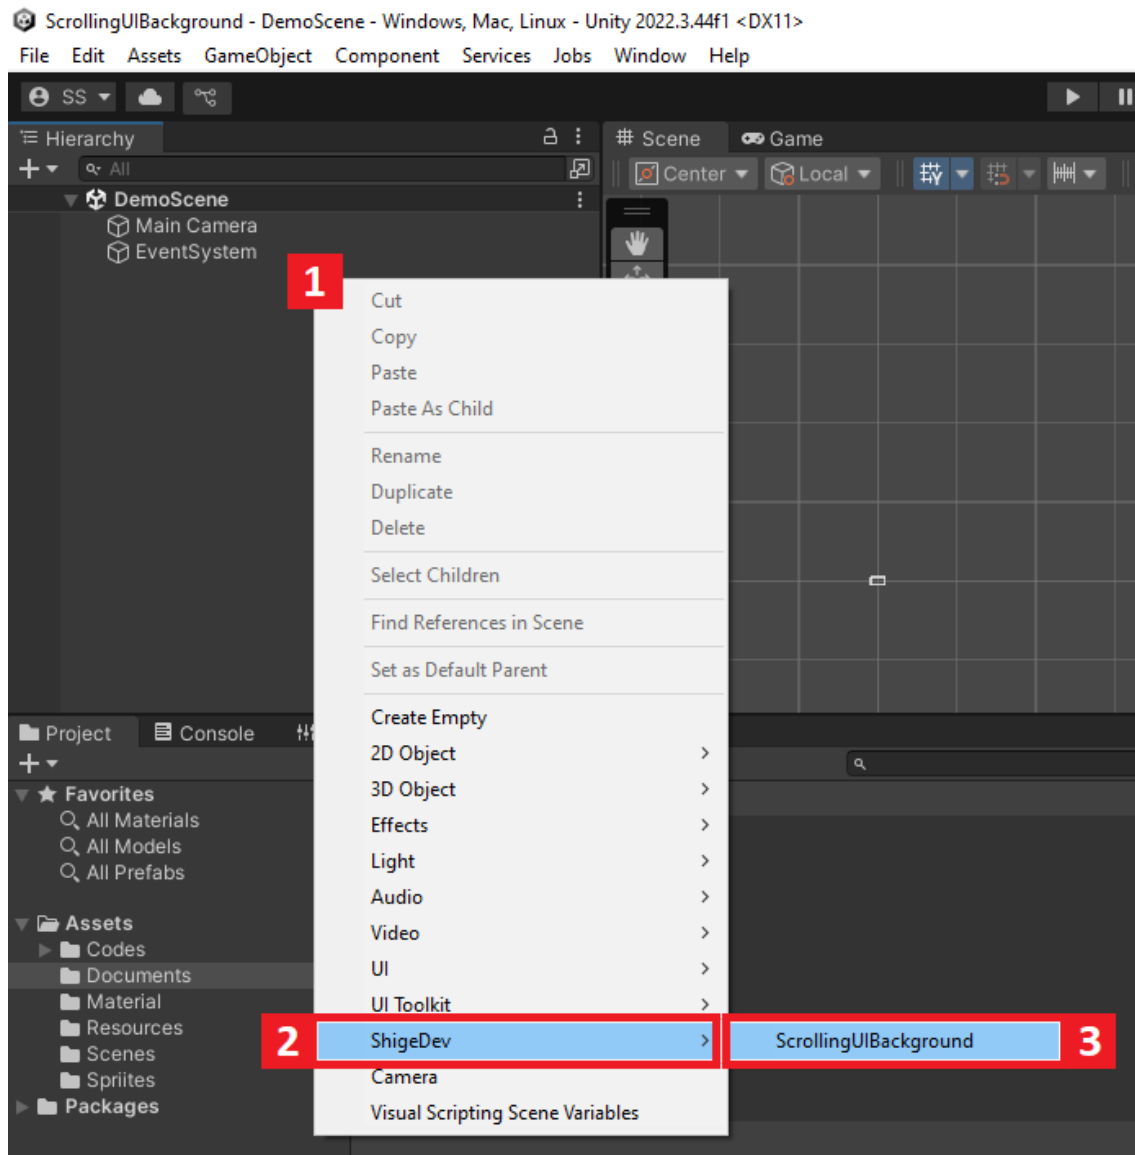 ScrollingUIBackground - DemoScene - Windows, Mac, Linux - Unity 2022.3.44f1 <DX11>
File Edit Assets GameObject Component Services Jobs Window Help
SS
Hierarchy
Scene
Game
All
Center
Local
DemoScene
Main Camera
EventSystem
1
Cut
Copy
Paste
Paste As Child
Rename
Duplicate
Delete
Select Children
Find References in Scene
Set as Default Parent
Create Empty
2D Object
3D Object
Effects
Light
Audio
Video
UI
UI Toolkit
2
ShigeDev
ScrollingUIBackground
3
Camera
Visual Scripting Scene Variables
Project
Console
Favorites
All Materials
All Models
All Prefabs
Assets
Codes
Documents
Material
Resources
Scenes
Spriites
Packages